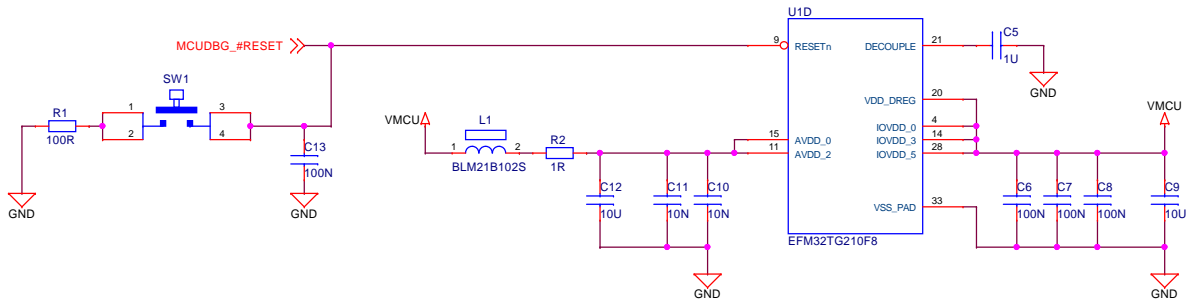 U1D
MCUDBG_#RESET
9
RESETn
DECOUPLE
21
C5
1U
GND
SW1
VDD_DREG
20
R1
100R
1
2
3
4
VMCU
L1
1
2
BLM21B102S
R2
1R
15
AVDD_0
11
AVDD_2
IOVDD_0
4
IOVDD_3
14
IOVDD_5
28
VMCU
C13
100N
C12
10U
C11
10N
C10
10N
VSS_PAD
33
C6
100N
C7
100N
C8
100N
C9
10U
GND
GND
EFM32TG210F8
GND
GND